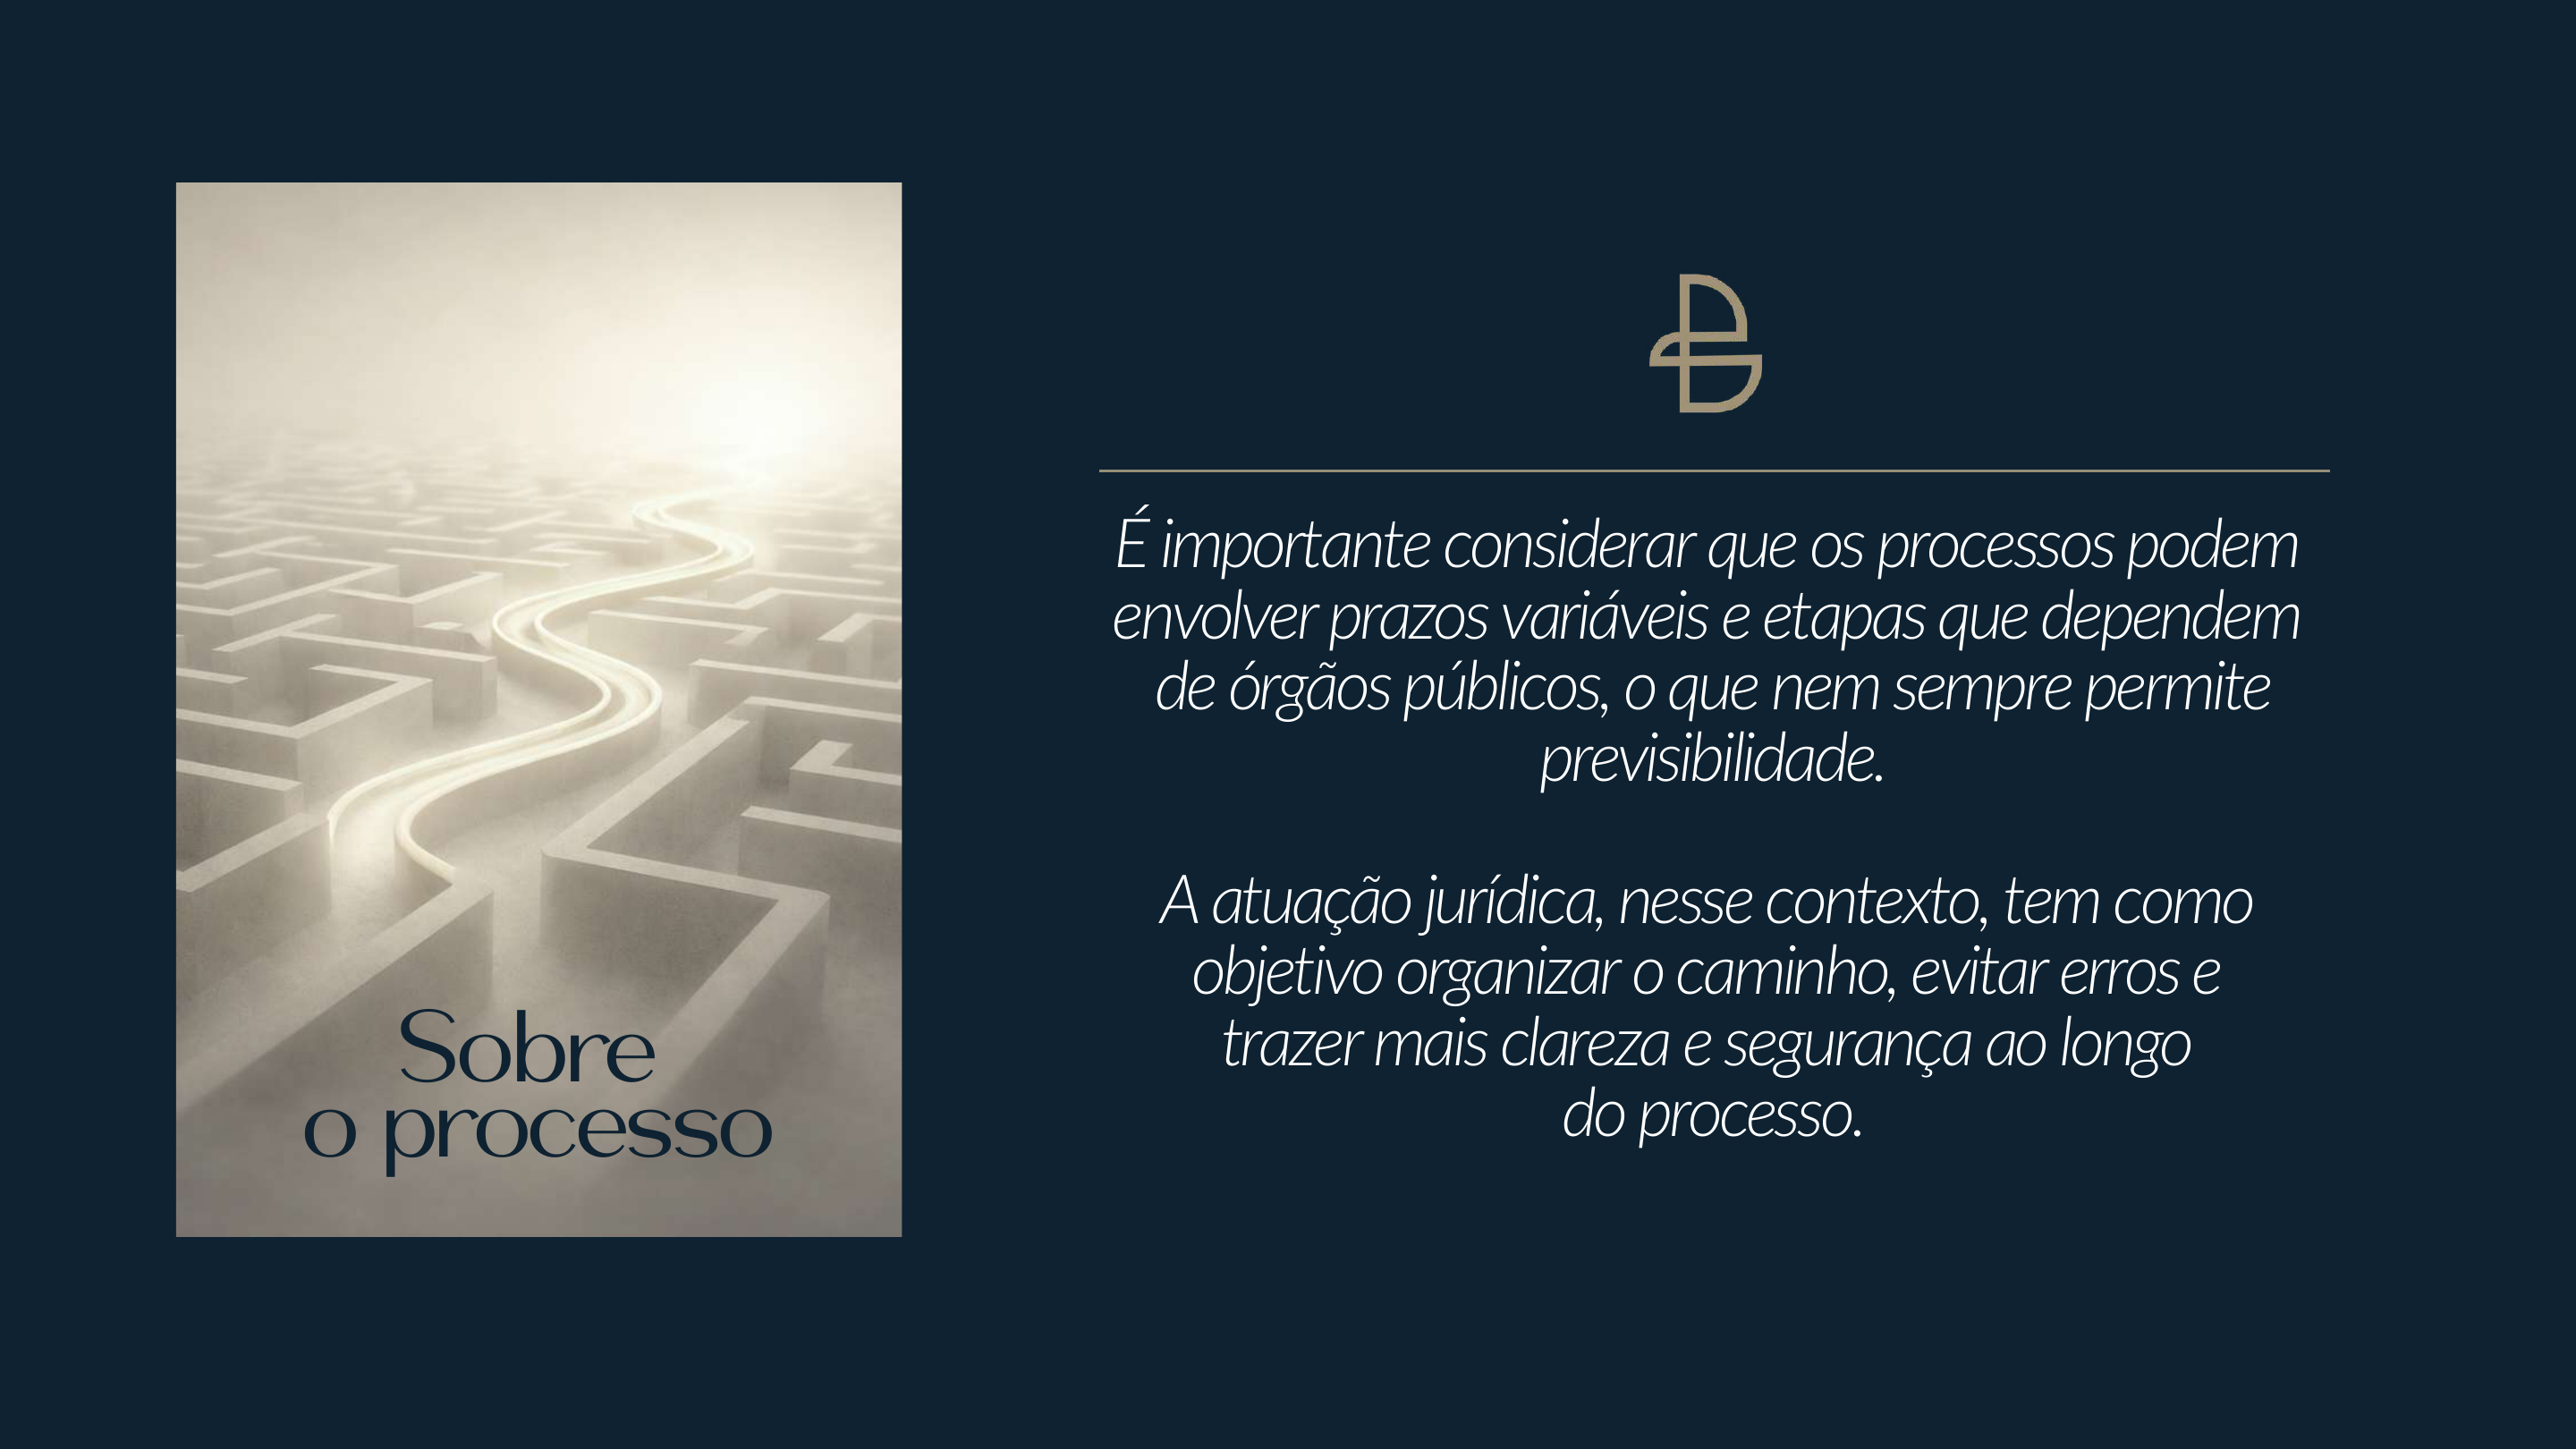 Sobre
o processo
É importante considerar que os processos podem
envolver prazos variáveis e etapas que dependem
de órgãos públicos, o que nem sempre permite
previsibilidade.
A atuação jurídica, nesse contexto, tem como
objetivo organizar o caminho, evitar erros e
trazer mais clareza e segurança ao longo
do processo.